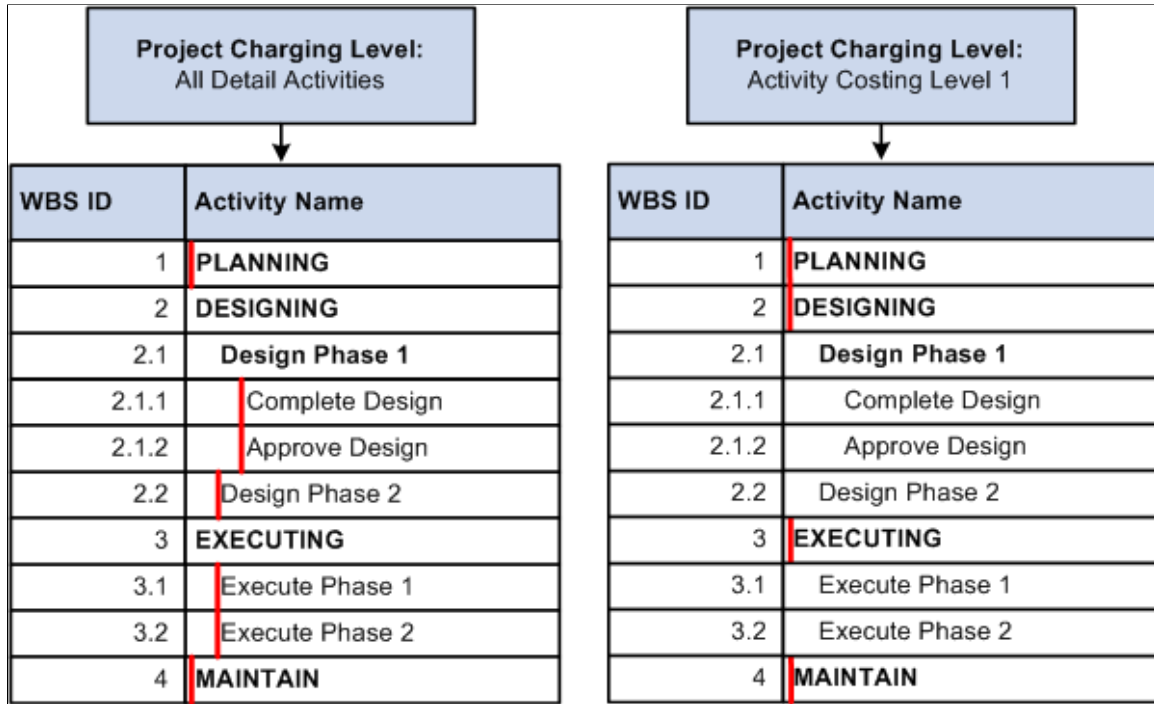 Project Charging Level:
All Detail Activities
WBS ID Activity Name
1 PLANNING
2 DESIGNING
2.1 Design Phase 1
2.1.1 Complete Design
2.1.2 Approve Design
2.2 Design Phase 2
3 EXECUTING
3.1 Execute Phase 1
3.2 Execute Phase 2
4 MAINTAIN
Project Charging Level:
Activity Costing Level 1
WBS ID Activity Name
1 PLANNING
2 DESIGNING
2.1 Design Phase 1
2.1.1 Complete Design
2.1.2 Approve Design
2.2 Design Phase 2
3 EXECUTING
3.1 Execute Phase 1
3.2 Execute Phase 2
4 MAINTAIN